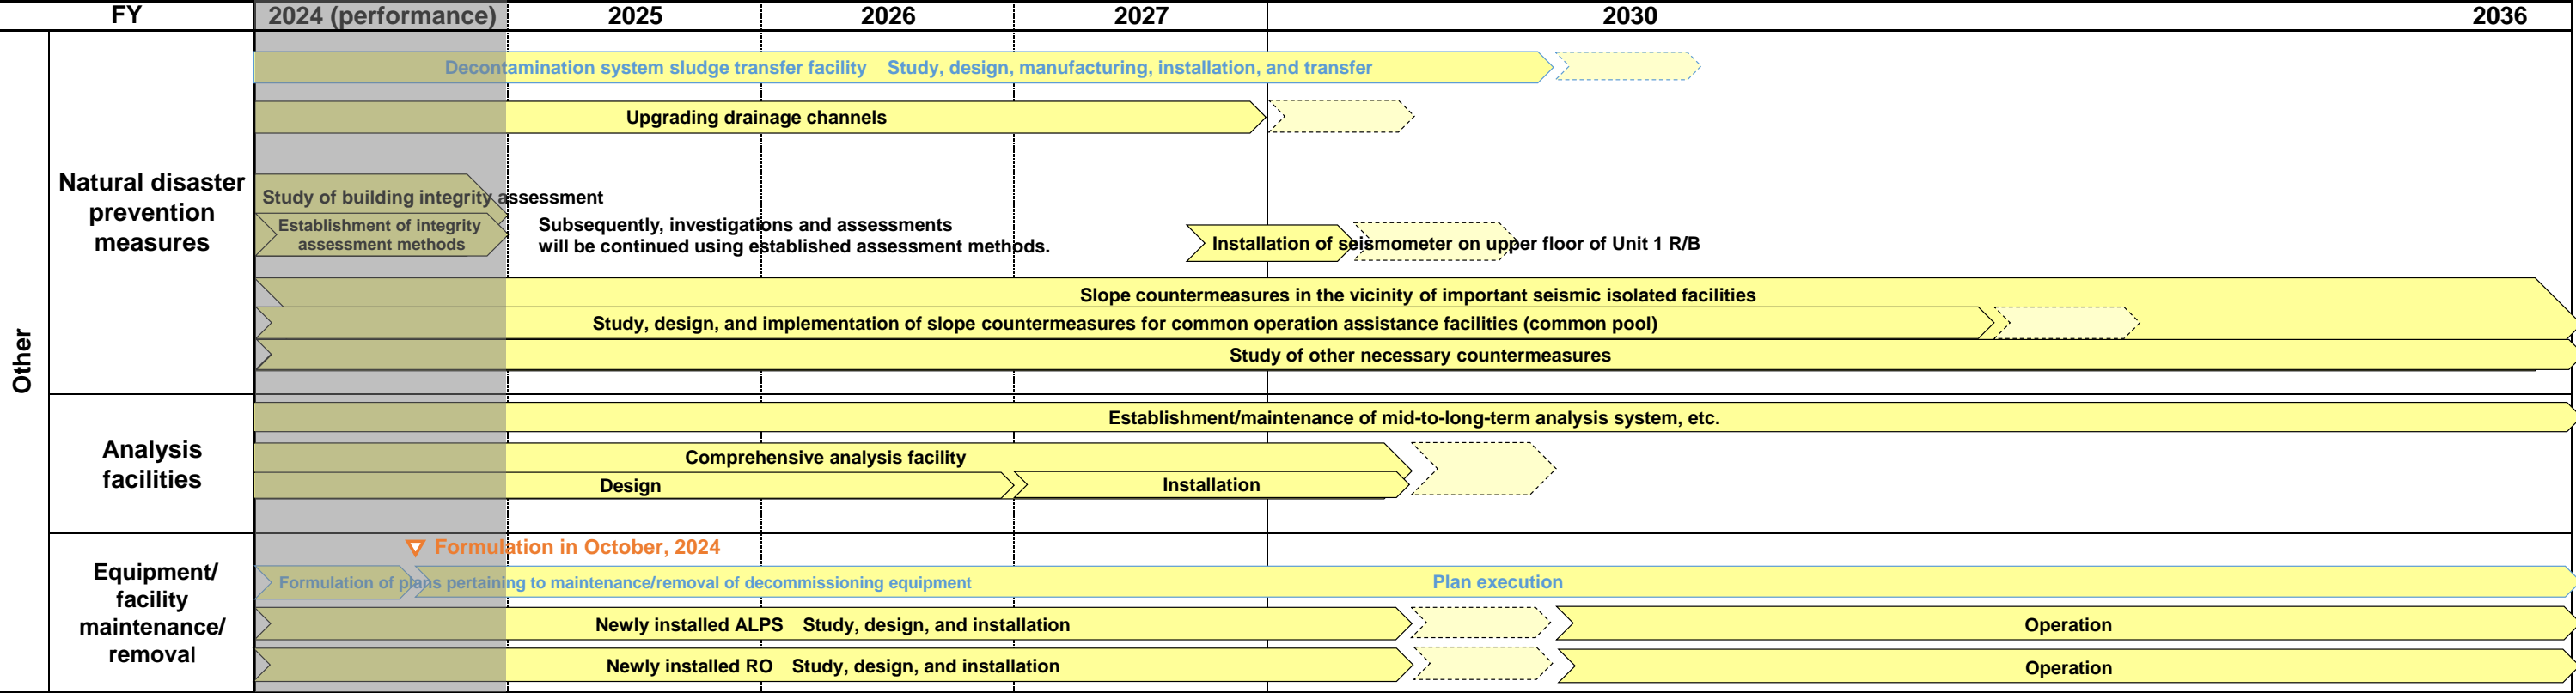 FY 2024 (performance) 2025 2026 2027 2030 2036
Other
Natural disaster
prevention
measures
Decontamination system sludge transfer facility Study, design, manufacturing, installation, and transfer
Upgrading drainage channels
Study of building integrity assessment
Establishment of integrity
assessment methods
Subsequently, investigations and assessments
will be continued using established assessment methods.
Installation of seismometer on upper floor of Unit 1 R/B
Slope countermeasures in the vicinity of important seismic isolated facilities
Study, design, and implementation of slope countermeasures for common operation assistance facilities (common pool)
Study of other necessary countermeasures
Analysis
facilities
Establishment/maintenance of mid-to-long-term analysis system, etc.
Comprehensive analysis facility
Design
Installation
Equipment/
facility
maintenance/
removal
Formulation in October, 2024
Formulation of plans pertaining to maintenance/removal of decommissioning equipment
Plan execution
Newly installed ALPS Study, design, and installation
Operation
Newly installed RO Study, design, and installation
Operation